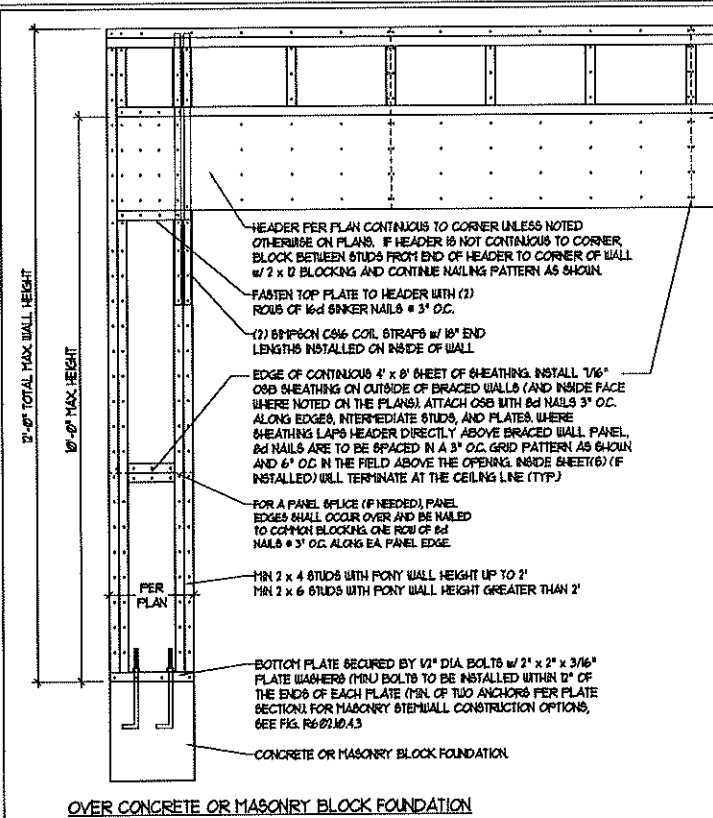 HEADER PER PLAN CONTINUOUS TO CORNER UNLESS NOTED
OTHERWISE ON PLANS. IF HEADER IS NOT CONTINUOUS TO CORNER,
BLOCK BETWEEN STUDS FROM END OF HEADER TO CORNER OF WALL
w/ 2 x 12 BLOCKING AND CONTINUE NAILING PATTERN AS SHOWN.
FASTEN TOP PLATE TO HEADER WITH (2)
ROWS OF 16d SINKER NAILS @ 3" O.C.
(2) SIMPSON CS16 COIL STRAPS w/ 18" END
LENGTHS INSTALLED ON INSIDE OF WALL
EDGE OF CONTINUOUS 4' x 8' SHEET OF SHEATHING. INSTALL 7/16"
OSB SHEATHING ON OUTSIDE OF BRACED WALLS (AND INSIDE FACE
WHERE NOTED ON THE PLANS). ATTACH OSB WITH 8d NAILS 3" O.C.
ALONG EDGES, INTERMEDIATE STUDS, AND PLATES. WHERE
SHEATHING LAPS HEADER DIRECTLY ABOVE BRACED WALL PANEL,
8d NAILS ARE TO BE SPACED IN A 3" O.C. GRID PATTERN AS SHOWN
AND 6" O.C. IN THE FIELD ABOVE THE OPENING. INSIDE SHEET(S) (IF
INSTALLED) WILL TERMINATE AT THE CEILING LINE (TYP.)
FOR A PANEL SPLICE (IF NEEDED), PANEL
EDGES SHALL OCCUR OVER AND BE NAILED
TO COMMON BLOCKING. ONE ROW OF 8d
NAILS @ 3" O.C. ALONG EA. PANEL EDGE
MIN 2 x 4 STUDS WITH PONY WALL HEIGHT UP TO 2'
MIN 2 x 6 STUDS WITH PONY WALL HEIGHT GREATER THAN 2'
PER
PLAN
BOTTOM PLATE SECURED BY 1/2" DIA. BOLTS w/ 2" x 2" x 3/16"
PLATE WASHERS (MIN.) BOLTS TO BE INSTALLED WITHIN 12" OF
THE ENDS OF EACH PLATE (MIN. OF TWO ANCHORS PER PLATE
SECTION). FOR MASONRY STEMWALL CONSTRUCTION OPTIONS,
SEE FIG. R602.10.4.3
CONCRETE OR MASONRY BLOCK FOUNDATION
12'-0" TOTAL MAX. WALL HEIGHT
10'-0" MAX. HEIGHT
OVER CONCRETE OR MASONRY BLOCK FOUNDATION